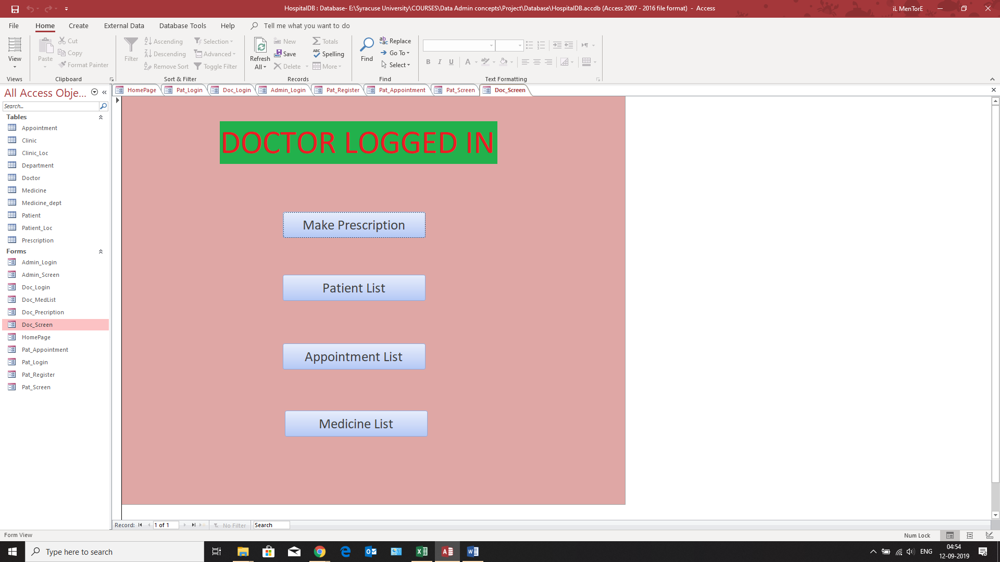 HospitalDB : Database- E:\Syracuse University\COURSES\Data Admin concepts\Project\Database\HospitalDB.accdb (Access 2007 - 2016 file format) - Access
iL MenTorE
File Home Create External Data Database Tools Help Tell me what you want to do
View
Views
Paste
Cut
Copy
Format Painter
Clipboard
Filter
Ascending
Descending
Remove Sort
Selection
Advanced
Toggle Filter
Sort & Filter
Refresh
All
New
Save
Delete
Totals
Spelling
More
Records
Find
Replace
Go To
Select
Find
B I U A
Text Formatting
All Access Obje...
Search...
HomePage Pat_Login Doc_Login Admin_Login Pat_Register Pat_Appointment Pat_Screen Doc_Screen
Tables
Appointment
Clinic
Clinic_Loc
Department
Doctor
Medicine
Medicine_dept
Patient
Patient_Loc
Prescription
Forms
Admin_Login
Admin_Screen
Doc_Login
Doc_MedList
Doc_Precription
Doc_Screen
HomePage
Pat_Appointment
Pat_Login
Pat_Register
Pat_Screen
DOCTOR LOGGED IN
Make Prescription
Patient List
Appointment List
Medicine List
Record: 1 of 1 No Filter Search
Form View
Num Lock
Type here to search
ENG
04:54
12-09-2019